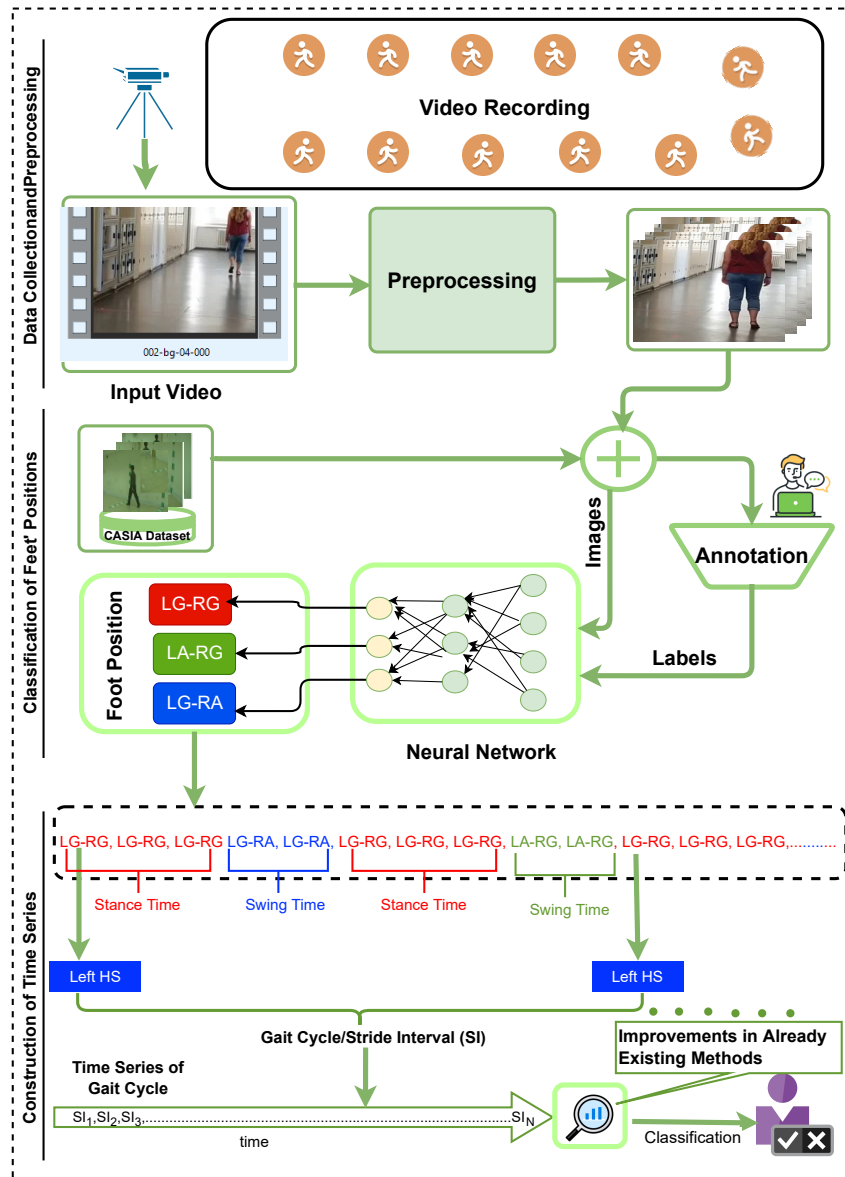 Data CollectionandPreprocessing
Video Recording
002-bg-04-000
Input Video
Preprocessing
Classification of Feet' Positions
CASIA Dataset
Images
Annotation
Labels
Foot Position
LG-RG
LA-RG
LG-RA
Neural Network
Construction of Time Series
LG-RG, LG-RG, LG-RG LG-RA, LG-RA, LG-RG, LG-RG, LG-RG, LA-RG, LA-RG, LG-RG, LG-RG, LG-RG,..........
Stance Time
Swing Time
Stance Time
Swing Time
Left HS
Left HS
Gait Cycle/Stride Interval (SI)
Improvements in Already
Existing Methods
Time Series of
Gait Cycle
SI1,SI2,SI3,..........................................................................................SIN
time
Classification